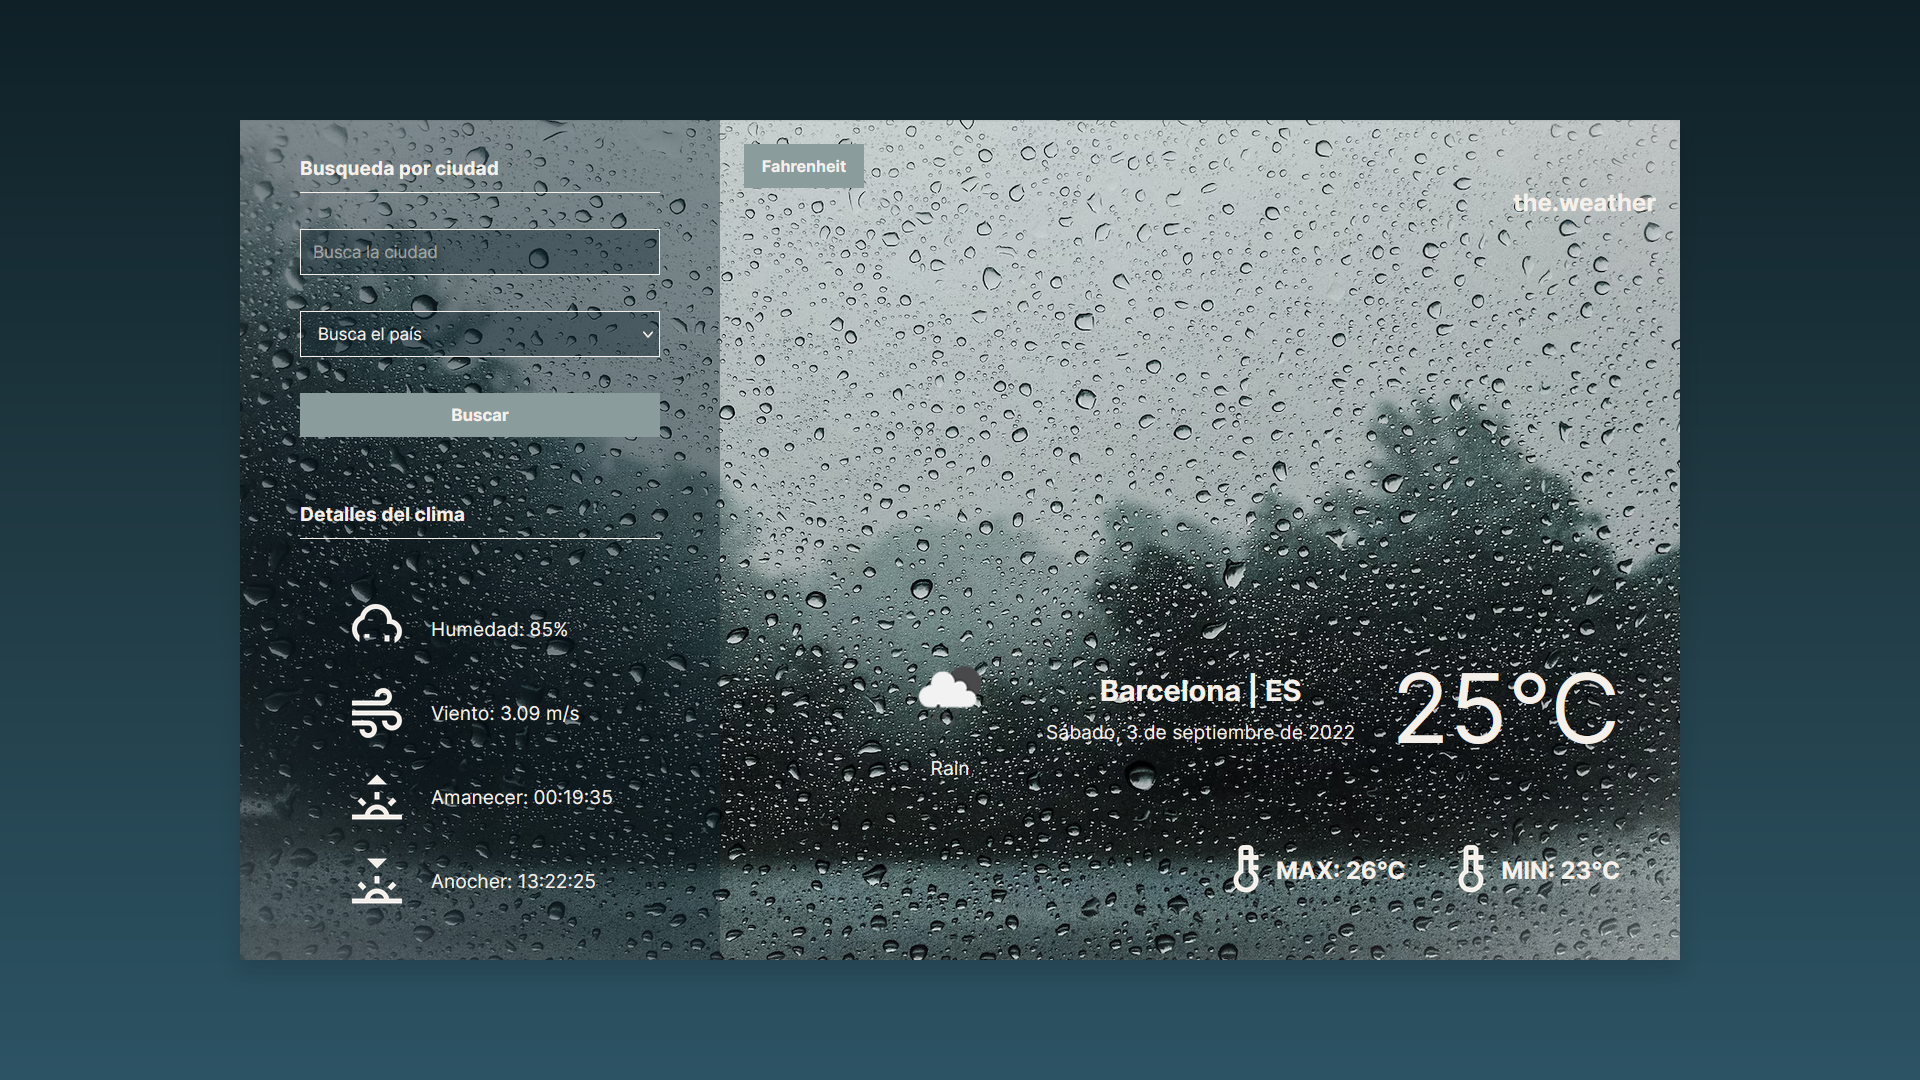 Busqueda por ciudad
Busca la ciudad
Busca el país
Buscar
Detalles del clima
Humedad: 85%
Viento: 3.09 m/s
Amanecer: 00:19:35
Anocher: 13:22:25
Fahrenheit
the.weather
Rain
Barcelona | ES
Sábado, 3 de septiembre de 2022
25°C
MAX: 26°C
MIN: 23°C